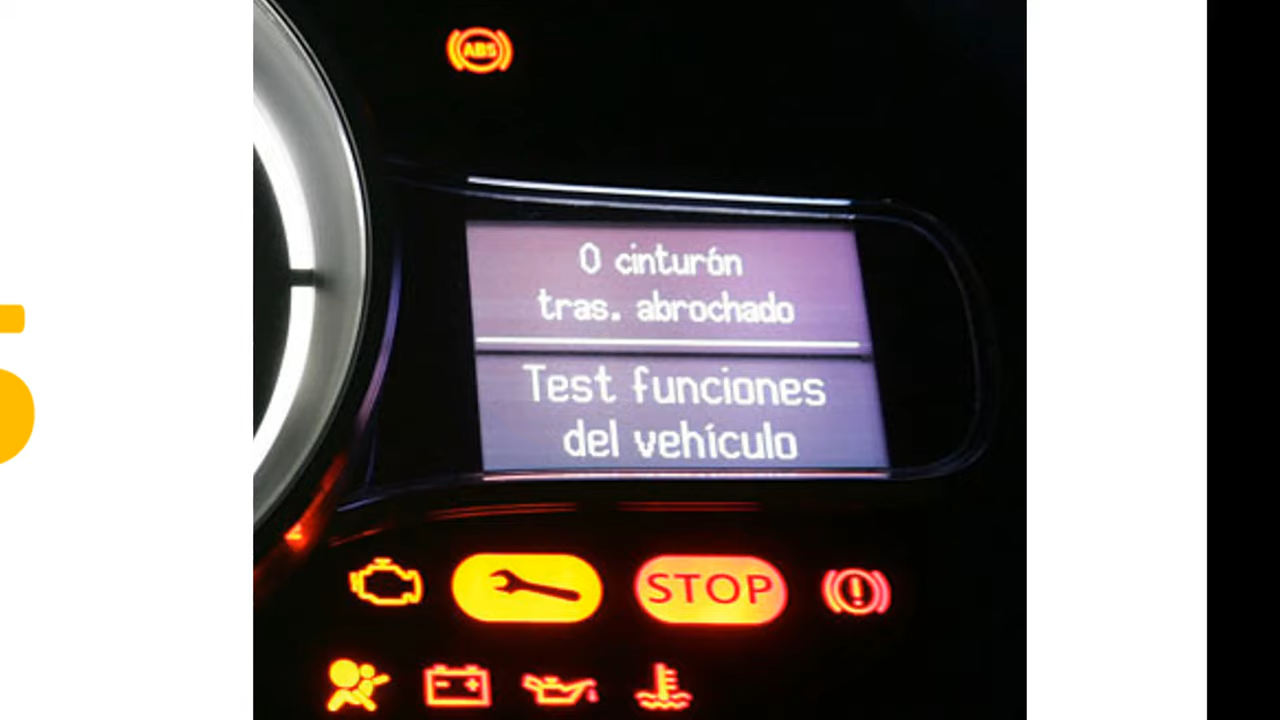 ABS
0 cinturón
tras. abrochado
Test funciones
del vehículo
STOP